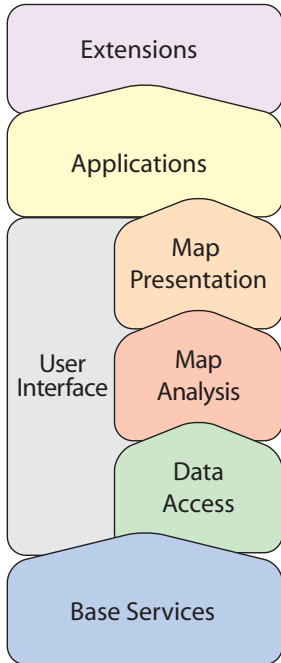 Extensions
Applications
Map
Presentation
User
Interface
Map
Analysis
Data
Access
Base Services